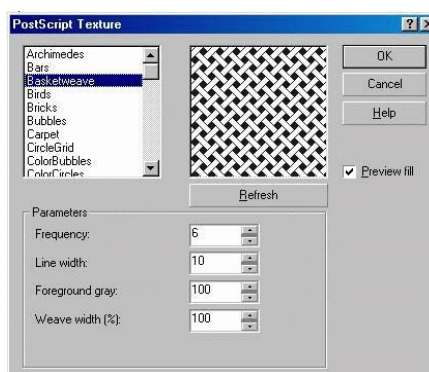 PostScript Texture
Archimedes
Bars
Basketweave
Birds
Bricks
Bubbles
Carpet
CircleGrid
ColorBubbles
ColorCircles
OK
Cancel
Help
Preview fill
Refresh
Parameters
Frequency: 6
Line width: 10
Foreground gray: 100
Weave width (%): 100